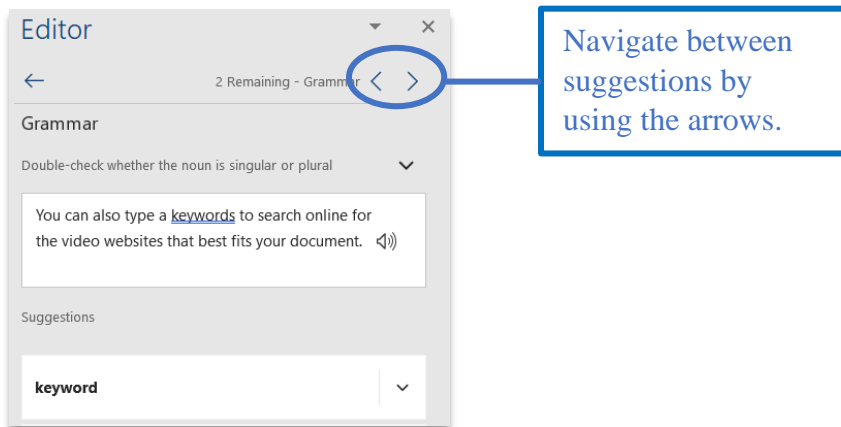 Editor
2 Remaining - Grammar
Grammar
Double-check whether the noun is singular or plural
You can also type a keywords to search online for
the video websites that best fits your document.
Suggestions
keyword
Navigate between
suggestions by
using the arrows.